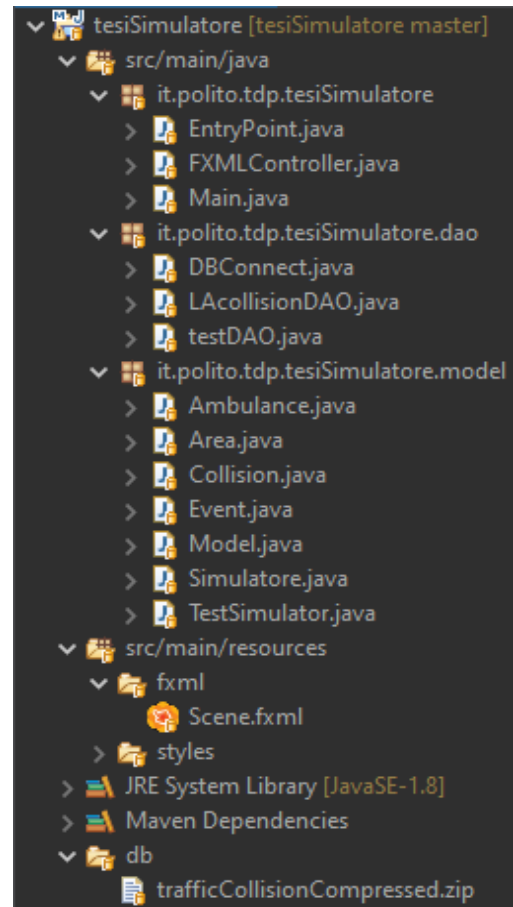 tesiSimulatore [tesiSimulatore master]
src/main/java
it.polito.tdp.tesiSimulatore
EntryPoint.java
FXMLController.java
Main.java
it.polito.tdp.tesiSimulatore.dao
DBConnect.java
LAcollisionDAO.java
testDAO.java
it.polito.tdp.tesiSimulatore.model
Ambulance.java
Area.java
Collision.java
Event.java
Model.java
Simulatore.java
TestSimulator.java
src/main/resources
fxml
Scene.fxml
styles
JRE System Library [JavaSE-1.8]
Maven Dependencies
db
trafficCollisionCompressed.zip